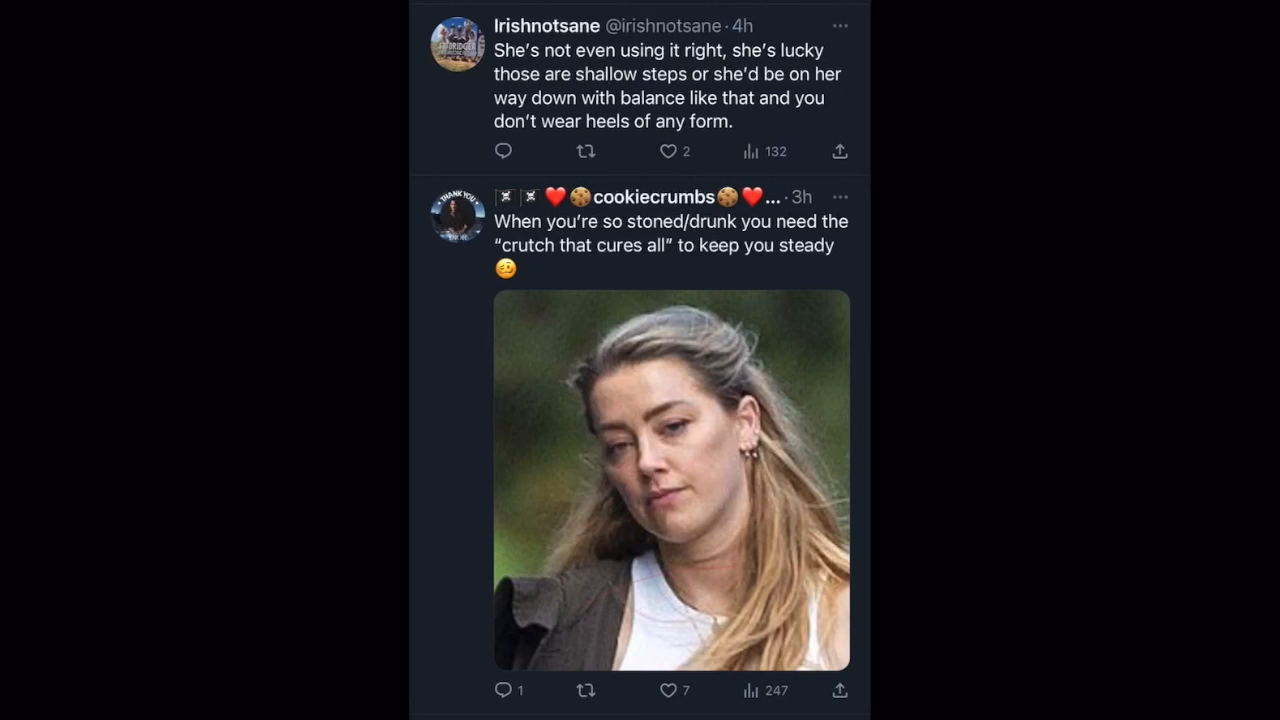 Irishnotsane @irishnotsane · 4h
She’s not even using it right, she’s lucky
those are shallow steps or she’d be on her
way down with balance like that and you
don’t wear heels of any form.
2 132
THANK YOU
🏴‍☠️🏴‍☠️❤️🍪cookiecrumbs🍪❤️... · 3h
When you’re so stoned/drunk you need the
“crutch that cures all” to keep you steady
🥴
1 7 247